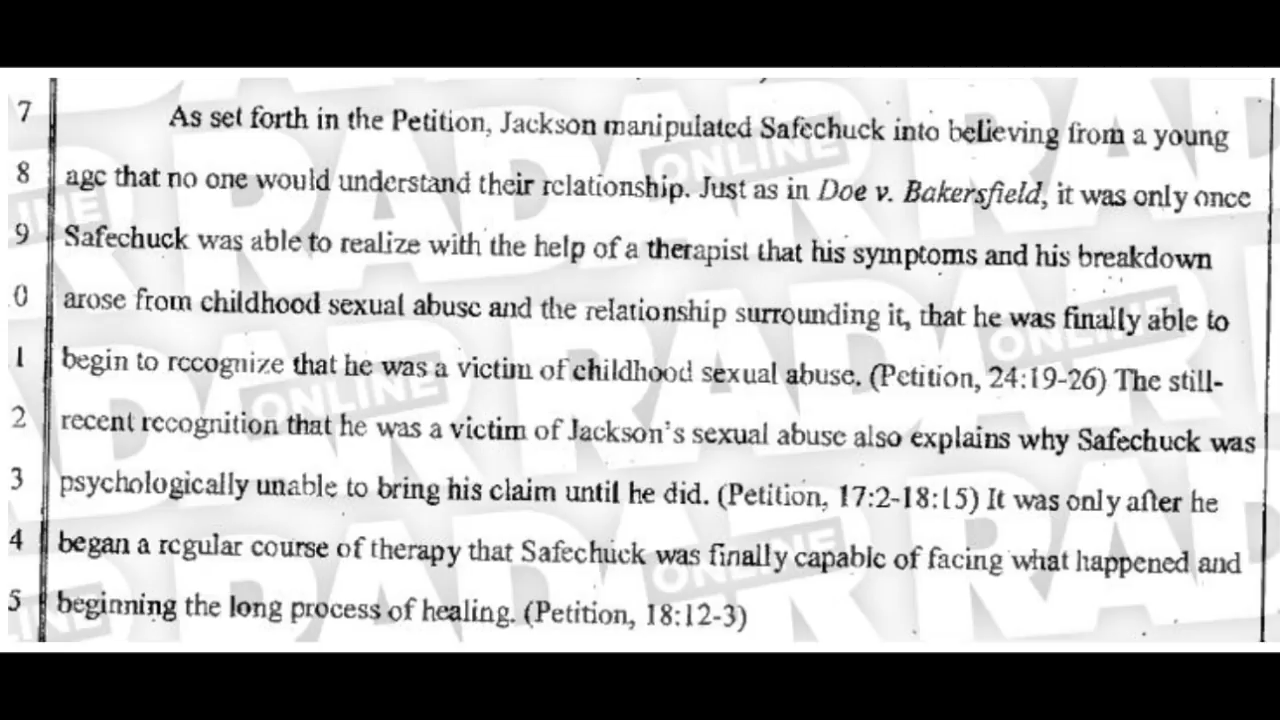 7 As set forth in the Petition, Jackson manipulated Safechuck into believing from a young
8 age that no one would understand their relationship. Just as in Doe v. Bakersfield, it was only once
9 Safechuck was able to realize with the help of a therapist that his symptoms and his breakdown
0 arose from childhood sexual abuse and the relationship surrounding it, that he was finally able to
1 begin to recognize that he was a victim of childhood sexual abuse. (Petition, 24:19-26) The still-
2 recent recognition that he was a victim of Jackson's sexual abuse also explains why Safechuck was
3 psychologically unable to bring his claim until he did. (Petition, 17:2-18:15) It was only after he
4 began a regular course of therapy that Safechuck was finally capable of facing what happened and
5 beginning the long process of healing. (Petition, 18:12-3)
RADAR ONLINE